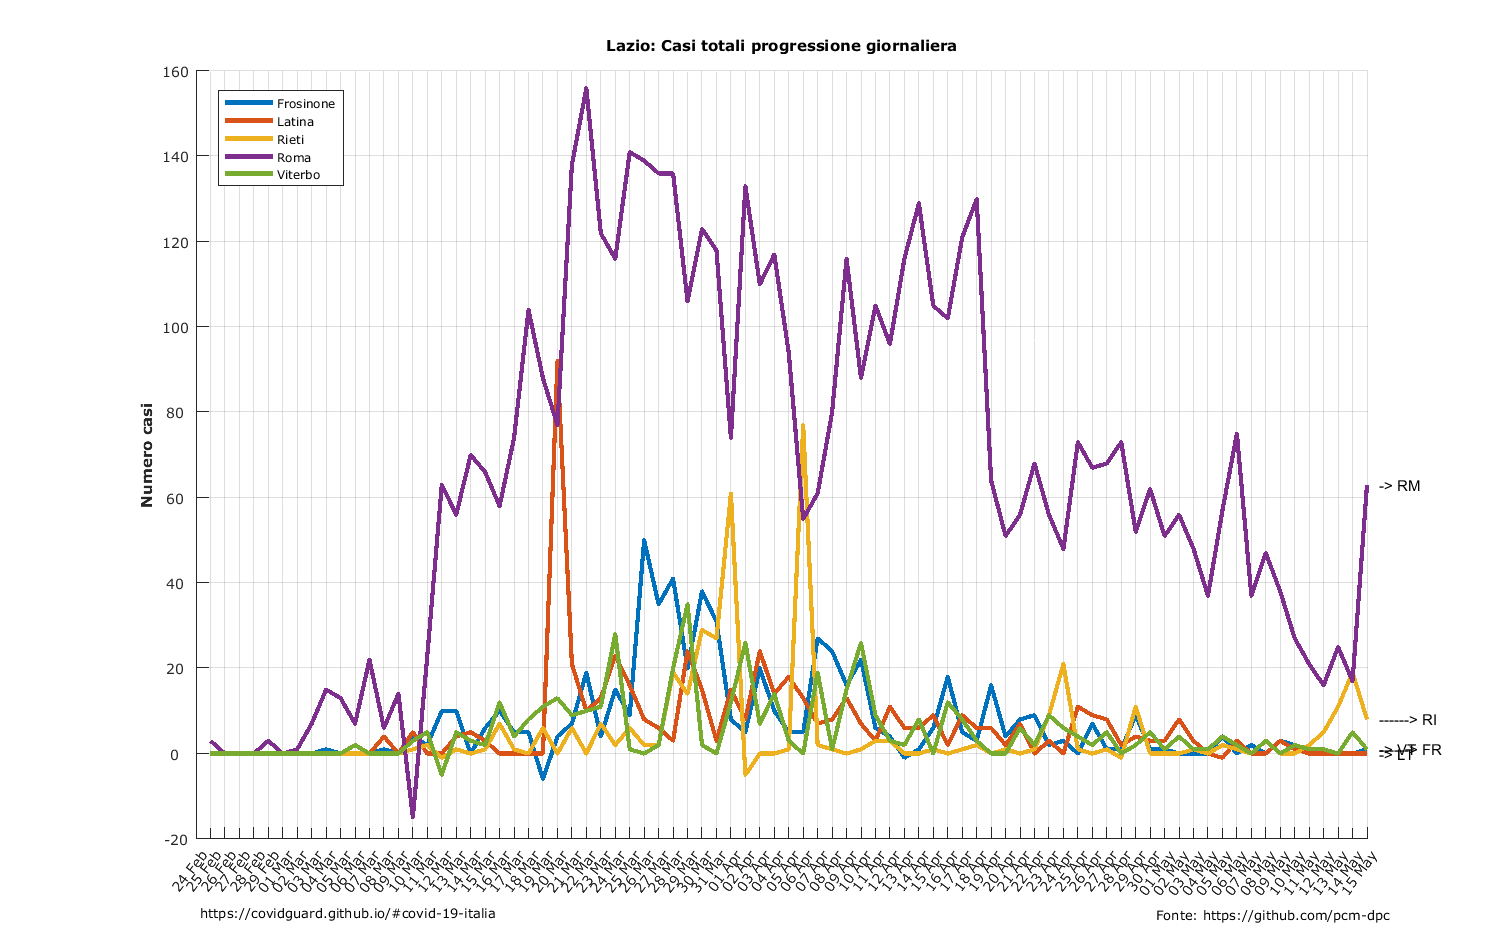 Lazio: Casi totali progressione giornaliera
160
140
120
100
80
60
40
20
0
-20
Numero casi
Frosinone
Latina
Rieti
Roma
Viterbo
-> RM
------> RI
----> FR
-> VT
-> LT
24 Feb
25 Feb
26 Feb
27 Feb
28 Feb
29 Feb
01 Mar
02 Mar
03 Mar
04 Mar
05 Mar
06 Mar
07 Mar
08 Mar
09 Mar
10 Mar
11 Mar
12 Mar
13 Mar
14 Mar
15 Mar
16 Mar
17 Mar
18 Mar
19 Mar
20 Mar
21 Mar
22 Mar
23 Mar
24 Mar
25 Mar
26 Mar
27 Mar
28 Mar
29 Mar
30 Mar
31 Mar
01 Apr
02 Apr
03 Apr
04 Apr
05 Apr
06 Apr
07 Apr
08 Apr
09 Apr
10 Apr
11 Apr
12 Apr
13 Apr
14 Apr
15 Apr
16 Apr
17 Apr
18 Apr
20 Apr
21 Apr
22 Apr
23 Apr
24 Apr
25 Apr
26 Apr
27 Apr
28 Apr
29 Apr
30 Apr
01 May
02 May
03 May
04 May
05 May
06 May
07 May
08 May
09 May
10 May
11 May
12 May
13 May
14 May
15 May
https://covidguard.github.io/#covid-19-italia
Fonte: https://github.com/pcm-dpc